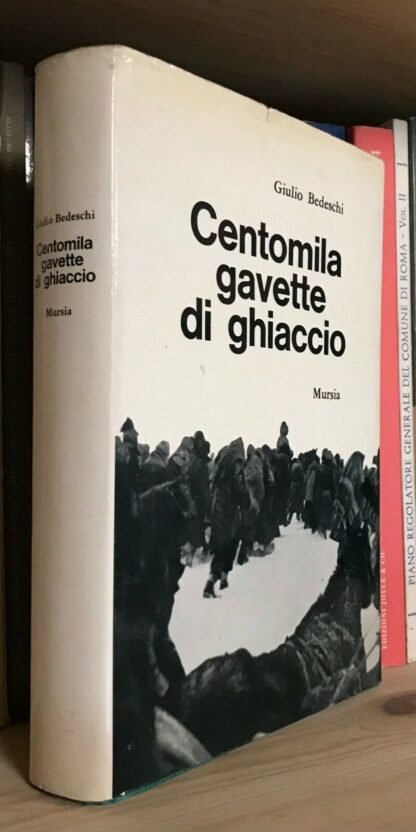 Giulio Bedeschi
Centomila
gavette
di ghiaccio
Mursia
Giulio Bedeschi
Centomila
gavette
di ghiaccio
Mursia
PIANO REGOLATORE GENERALE DEL COMUNE DI ROMA - VOL. II
EDIZIONI JOYCE & CO.